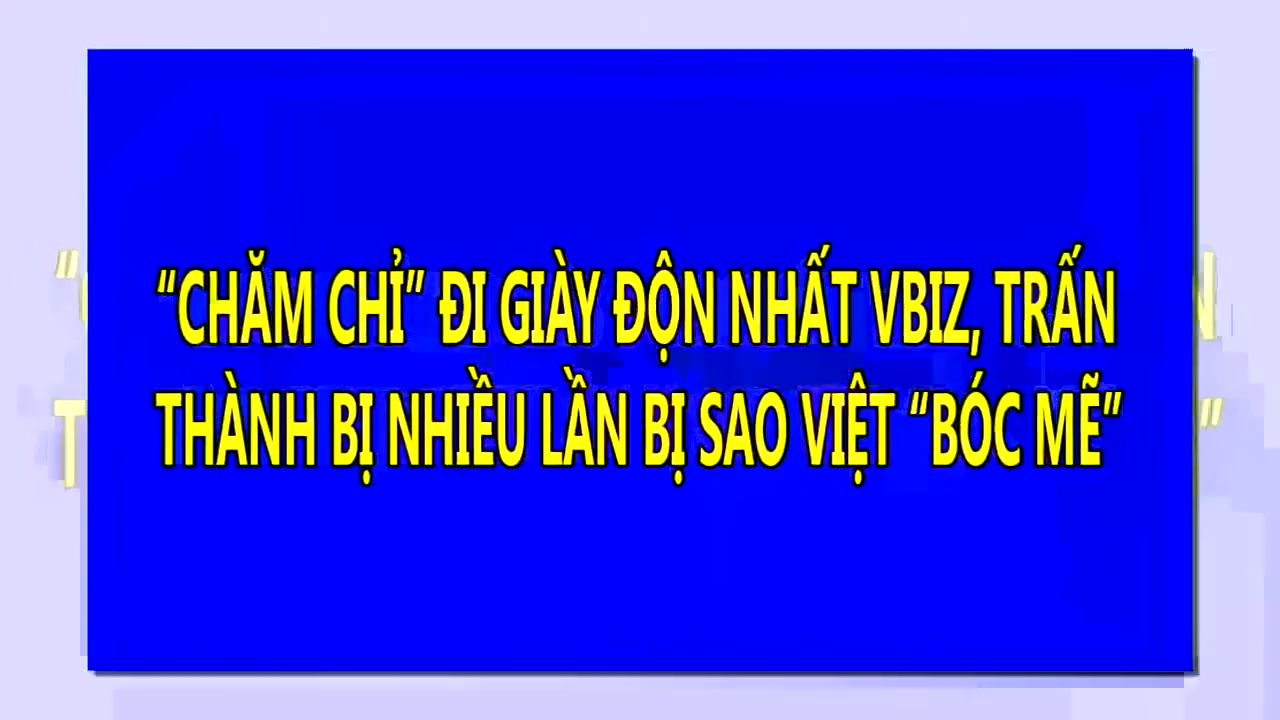 “CHĂM CHỈ” ĐI GIÀY ĐỘN NHẤT VBIZ, TRẤN
THÀNH BỊ NHIỀU LẦN BỊ SAO VIỆT “BÓC MẼ”